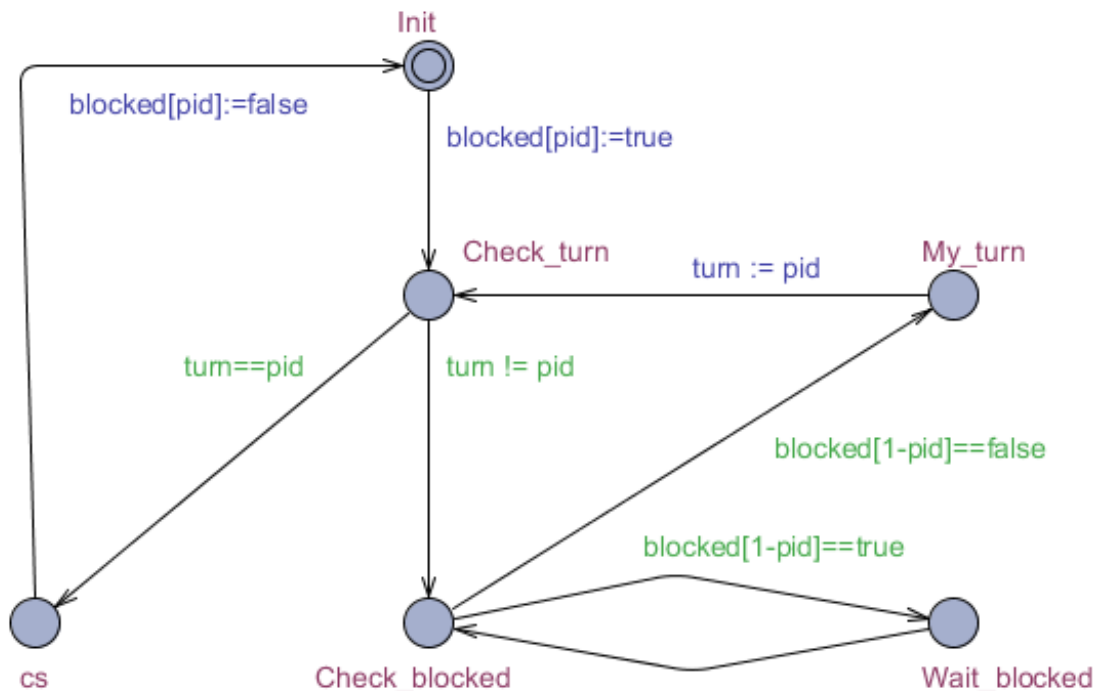 Init
blocked[pid]:=false
blocked[pid]:=true
Check_turn
My_turn
turn := pid
turn==pid
turn != pid
blocked[1-pid]==false
blocked[1-pid]==true
cs
Check_blocked
Wait_blocked